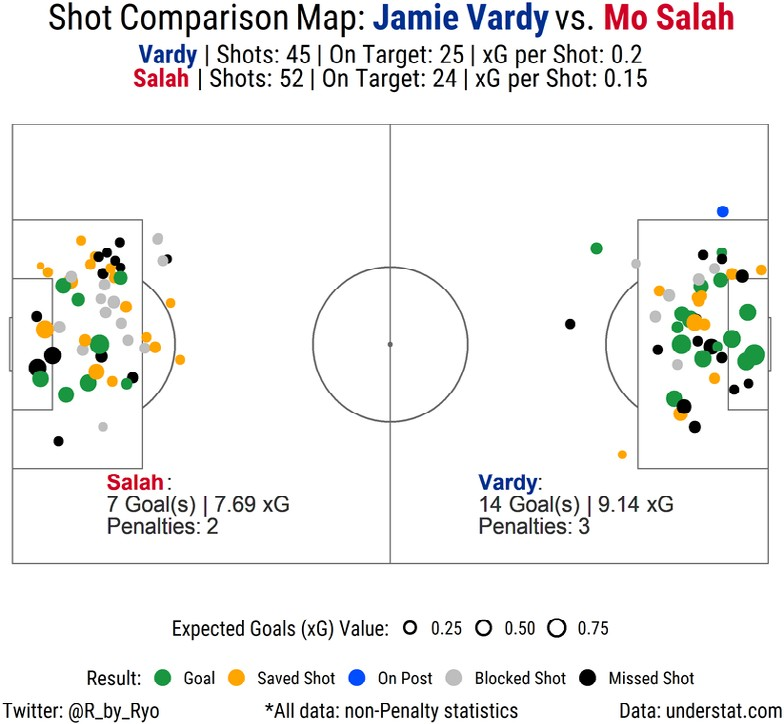 Shot Comparison Map: Jamie Vardy vs. Mo Salah
Vardy | Shots: 45 | On Target: 25 | xG per Shot: 0.2
Salah | Shots: 52 | On Target: 24 | xG per Shot: 0.15
Salah:
7 Goal(s) | 7.69 xG
Penalties: 2
Vardy:
14 Goal(s) | 9.14 xG
Penalties: 3
Expected Goals (xG) Value: 0.25 0.50 0.75
Result: Goal Saved Shot On Post Blocked Shot Missed Shot
Twitter: @R_by_Ryo *All data: non-Penalty statistics Data: understat.com